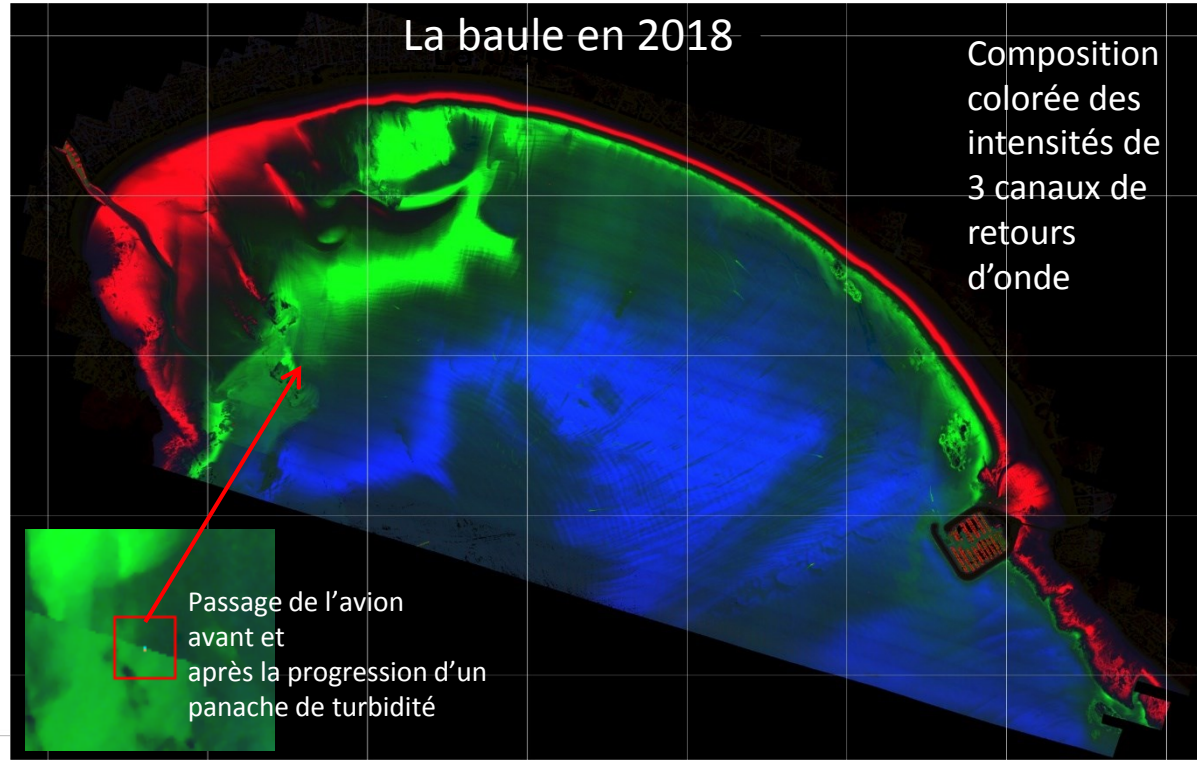 La baule en 2018
Composition
colorée des
intensités de
3 canaux de
retours
d’onde
Passage de l’avion
avant et
après la progression d’un
panache de turbidité